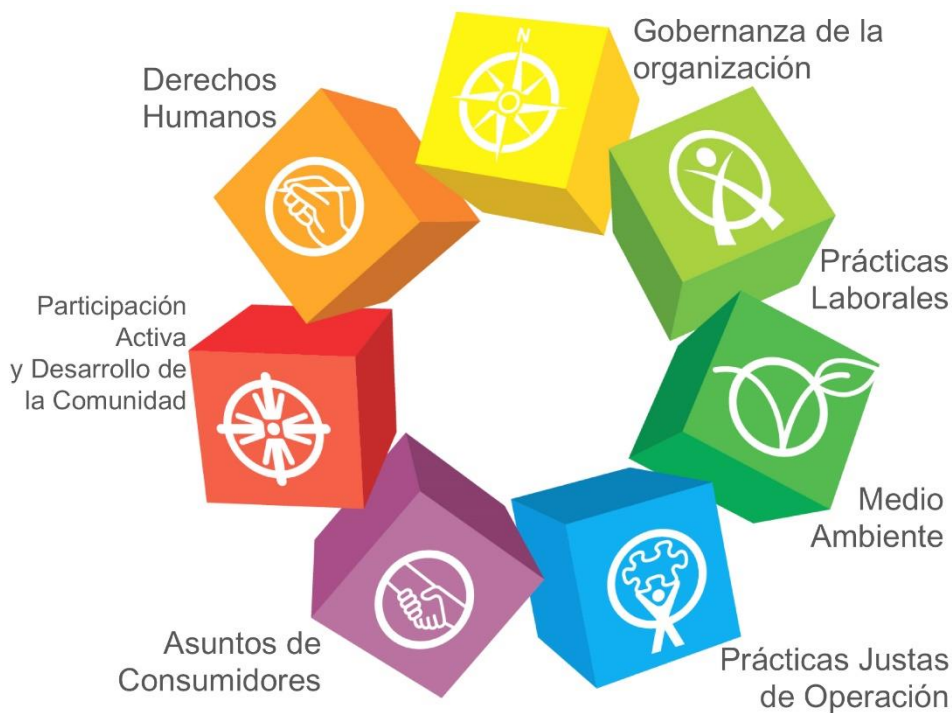 N
Gobernanza de la
organización
Prácticas
Laborales
Medio
Ambiente
Prácticas Justas
de Operación
Asuntos de
Consumidores
Participación
Activa
y Desarrollo de
la Comunidad
Derechos
Humanos